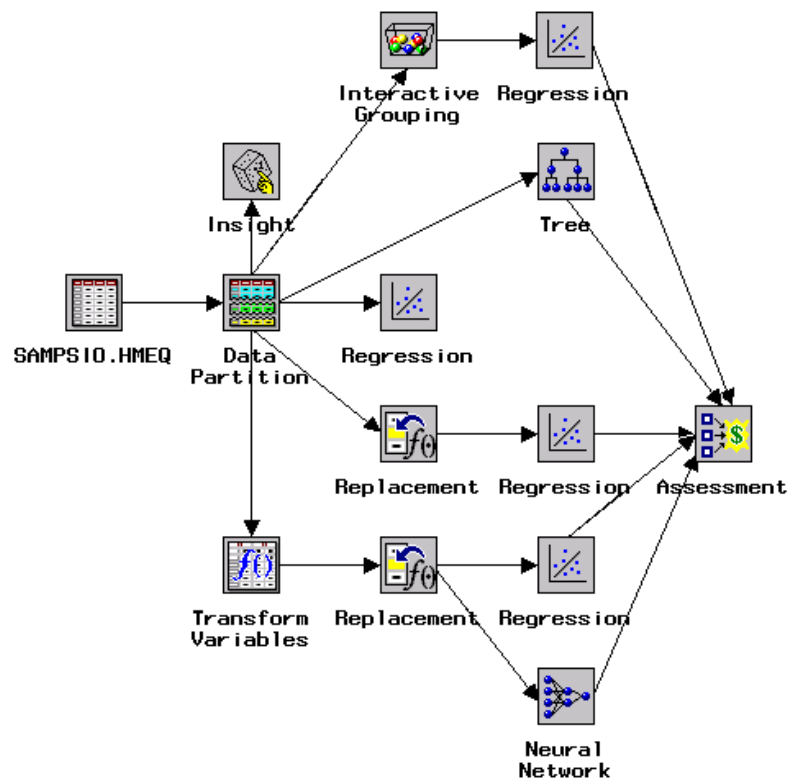 Interactive
Grouping
Regression
Insight
Tree
SAMPSIO.HMEQ
Data
Partition
Regression
Replacement
Regression
Assessment
Transform
Variables
Replacement
Regression
Neural
Network